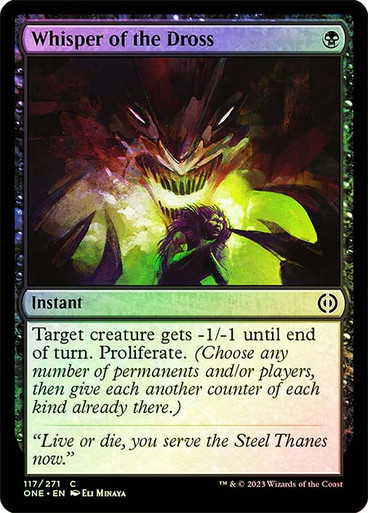 Whisper of the Dross
Instant
Target creature gets -1/-1 until end
of turn. Proliferate. (Choose any
number of permanents and/or players,
then give each another counter of each
kind already there.)
“Live or die, you serve the Steel Thanes
now.”
117/271 C
ONE • EN Eli Minaya
™ & © 2023 Wizards of the Coast